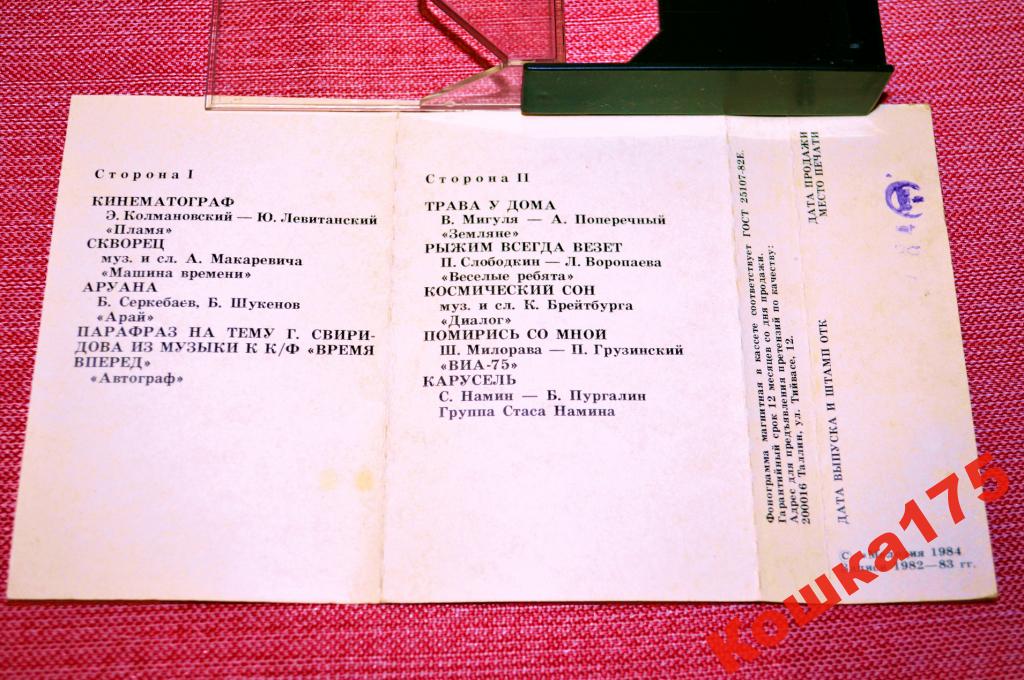 Сторона I
КИНЕМАТОГРАФ
Э. Колмановский — Ю. Левитанский
«Пламя»
СКВОРЕЦ
муз. и сл. А. Макаревича
«Машина времени»
АРУАНА
Б. Серкебаев, Б. Шукенов
«Арай»
ПАРАФРАЗ НА ТЕМУ Г. СВИРИ-
ДОВА ИЗ МУЗЫКИ К К/Ф «ВРЕМЯ
ВПЕРЕД»
«Автограф»
Сторона II
ТРАВА У ДОМА
В. Мигуля — А. Поперечный
«Земляне»
РЫЖИМ ВСЕГДА ВЕЗЕТ
П. Слободкин — Л. Воропаева
«Веселые ребята»
КОСМИЧЕСКИЙ СОН
муз. и сл. К. Брейтбурга
«Диалог»
ПОМИРИСЬ СО МНОЙ
Ш. Милорава — П. Грузинский
«ВИА-75»
КАРУСЕЛЬ
С. Намин — Б. Пургалин
Группа Стаса Намина
Фонограмма магнитная в кассете соответствует ГОСТ 25107-82Е.
Гарантийный срок 12 месяцев со дня продажи.
Адрес для предъявления претензий по качеству:
200016 Таллин, ул. Тийвасе, 12.
ДАТА ПРОДАЖИ
МЕСТО ПЕЧАТИ
ДАТА ВЫПУСКА И ШТАМП ОТК
1984
1982—83 гг.
Кошка175